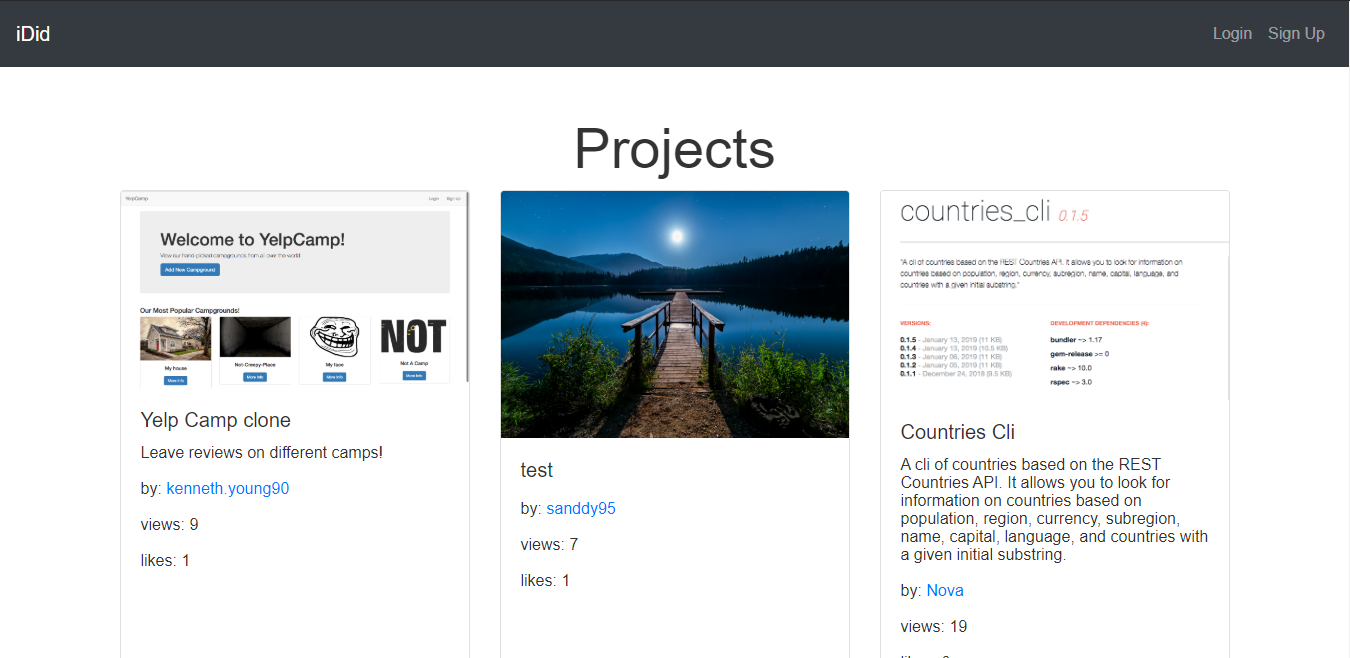 iDid
Login Sign Up
Projects
YelpCamp
Login Sign Up
Welcome to YelpCamp!
View our hand-picked campgrounds from all over the world
Add New Campground
Our Most Popular Campgrounds!
My house
More Info
Not-Creepy-Place
More Info
My face
More Info
NOT
Not A Camp
More Info
Yelp Camp clone
Leave reviews on different camps!
by: kenneth.young90
views: 9
likes: 1
test
by: sanddy95
views: 7
likes: 1
countries_cli 0.1.5
"A cli of countries based on the REST Countries API. It allows you to look for information on
countries based on population, region, currency, subregion, name, capital, language, and
countries with a given initial substring."
VERSIONS:
0.1.5 - January 13, 2019 (11 KB)
0.1.4 - January 13, 2019 (10.5 KB)
0.1.3 - January 06, 2019 (11 KB)
0.1.2 - January 05, 2019 (11 KB)
0.1.1 - December 24, 2018 (9.5 KB)
DEVELOPMENT DEPENDENCIES (4):
bundler ~> 1.17
gem-release >= 0
rake ~> 10.0
rspec ~> 3.0
Countries Cli
A cli of countries based on the REST
Countries API. It allows you to look for
information on countries based on
population, region, currency, subregion,
name, capital, language, and countries with
a given initial substring.
by: Nova
views: 19